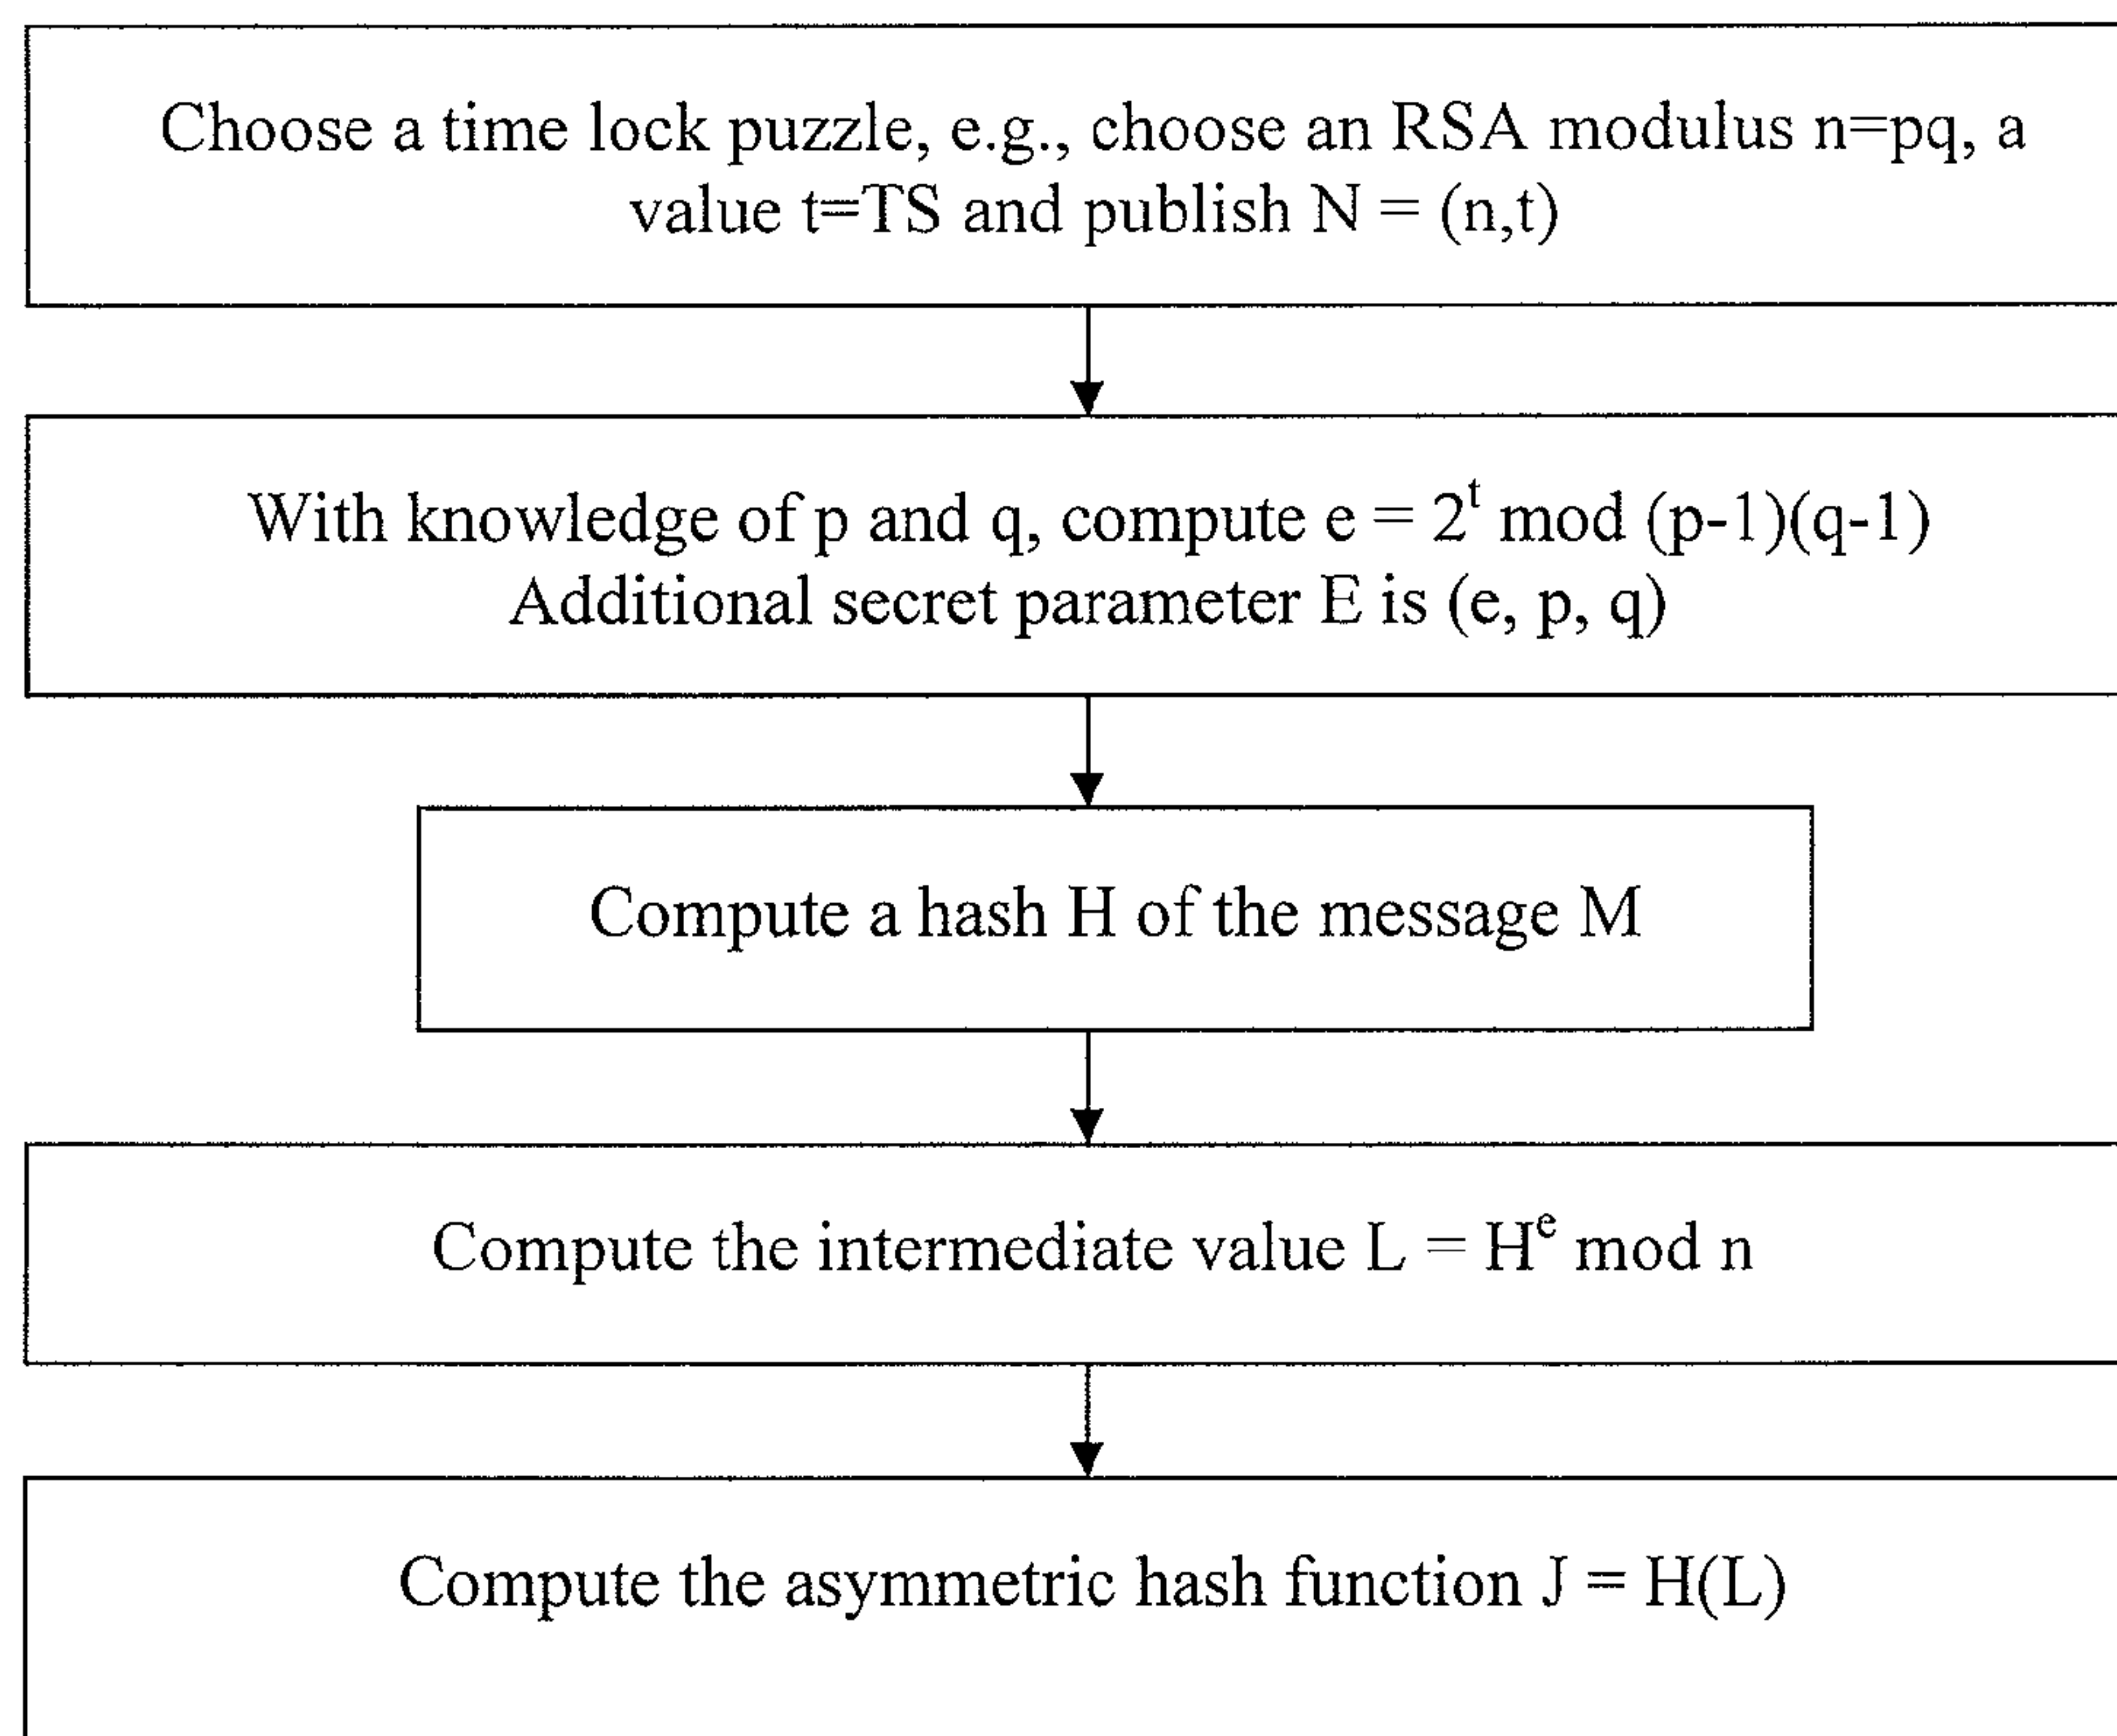 Choose a time lock puzzle, e.g., choose an RSA modulus n=pq, a
value t=TS and publish N = (n,t)
With knowledge of p and q, compute e = 2^t mod (p-1)(q-1)
Additional secret parameter E is (e, p, q)
Compute a hash H of the message M
Compute the intermediate value L = H^e mod n
Compute the asymmetric hash function J = H(L)